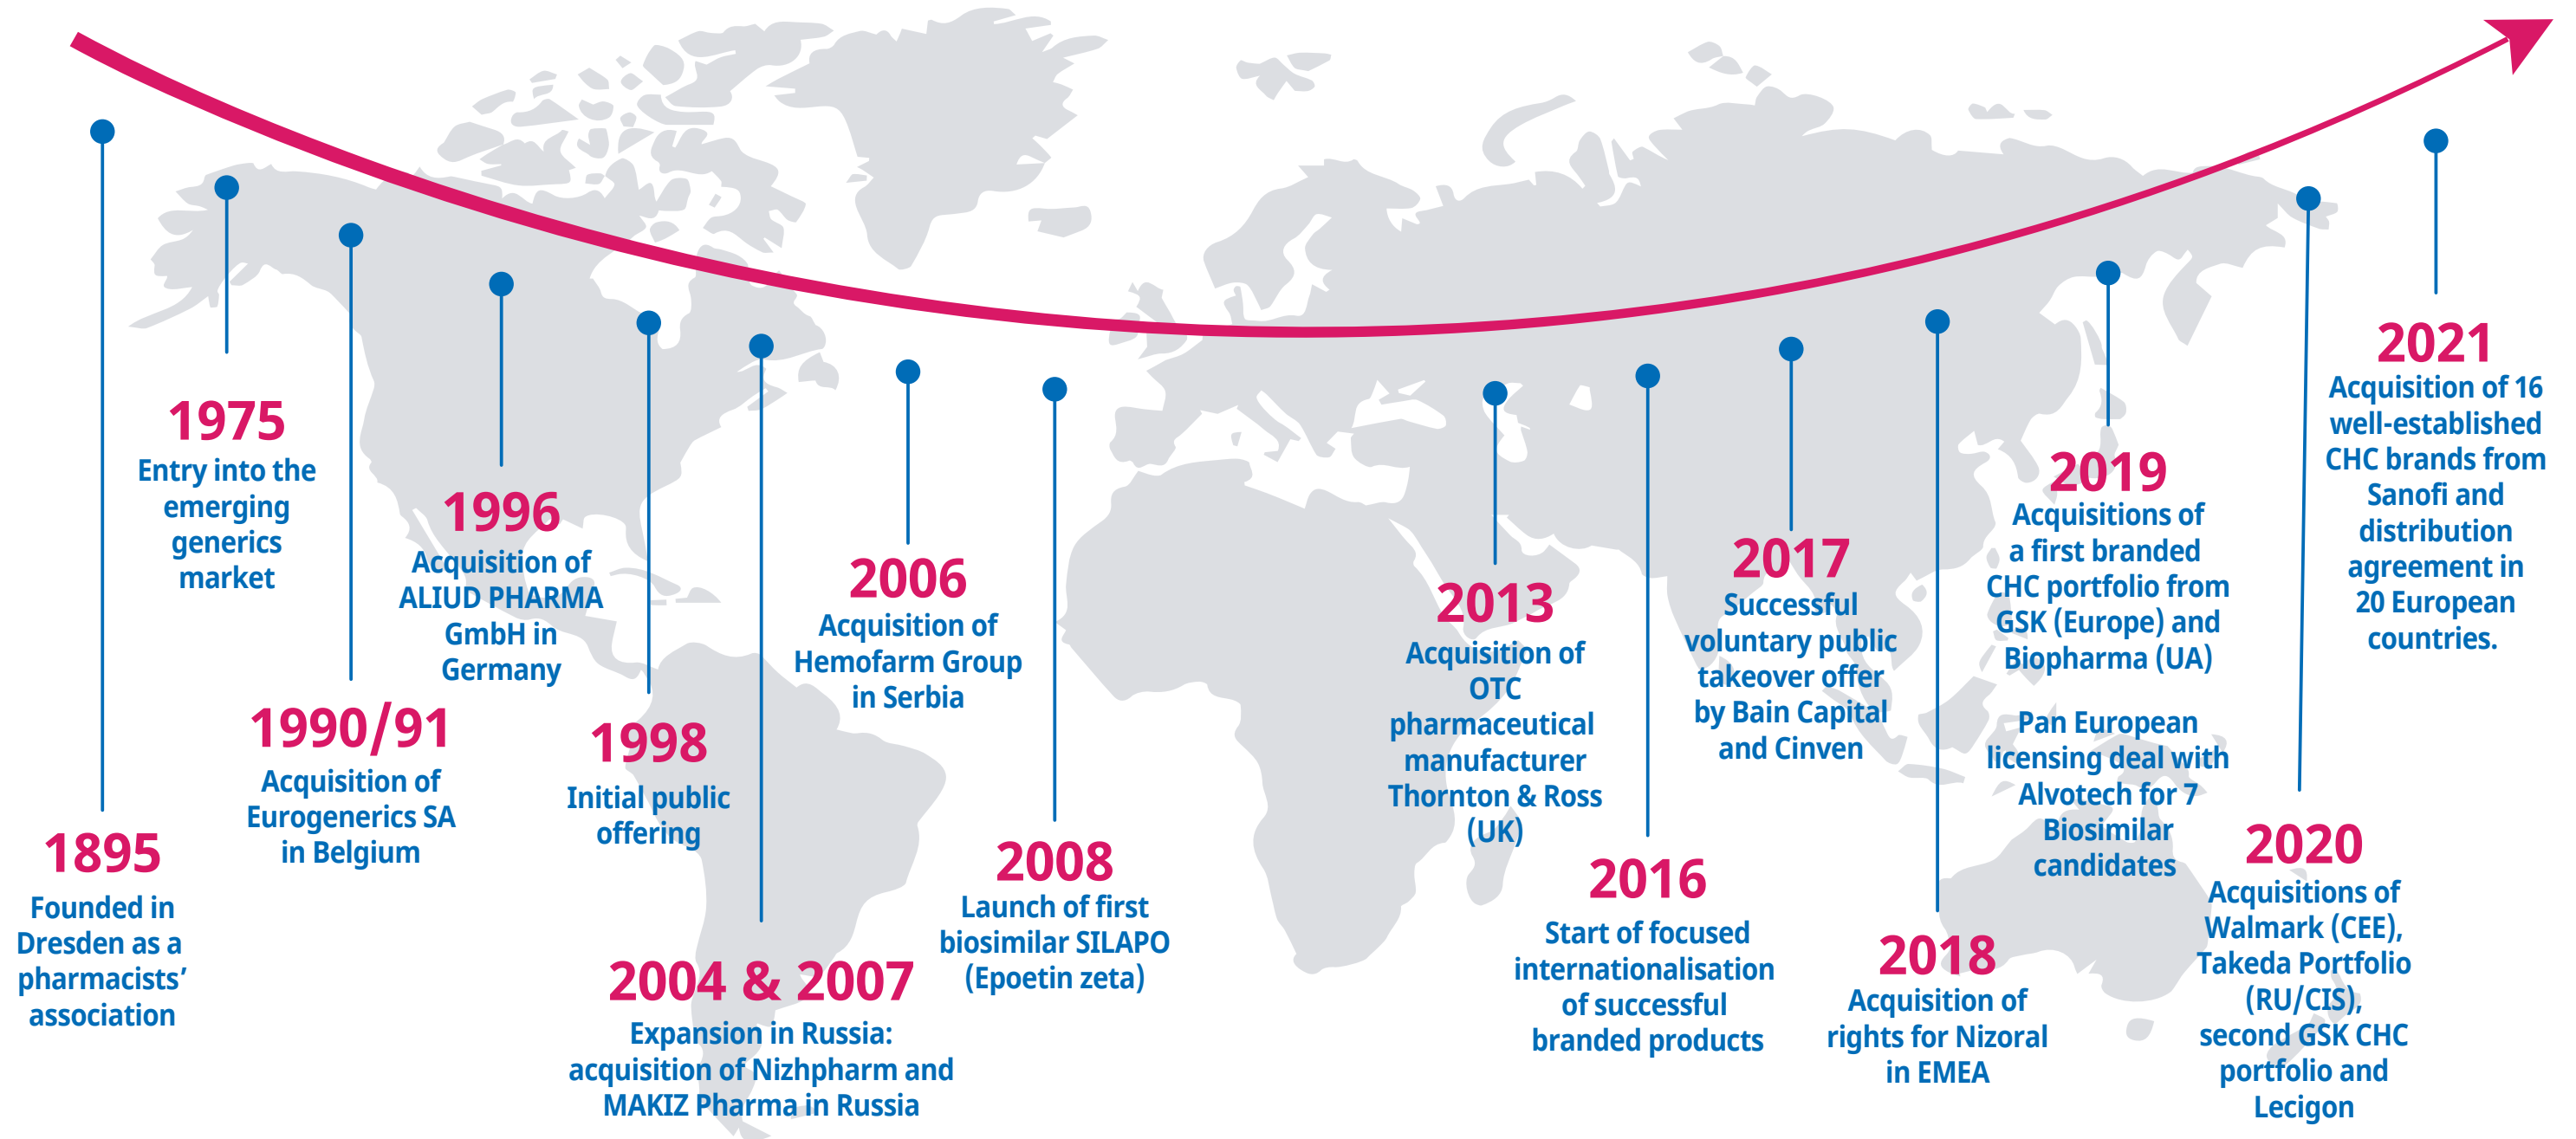 1895
Founded in
Dresden as a
pharmacists’
association
1975
Entry into the
emerging
generics
market
1990/91
Acquisition of
Eurogenerics SA
in Belgium
1996
Acquisition of
ALIUD PHARMA
GmbH in
Germany
1998
Initial public
offering
2004 & 2007
Expansion in Russia:
acquisition of Nizhpharm and
MAKIZ Pharma in Russia
2006
Acquisition of
Hemofarm Group
in Serbia
2008
Launch of first
biosimilar SILAPO
(Epoetin zeta)
2013
Acquisition of
OTC
pharmaceutical
manufacturer
Thornton & Ross
(UK)
2016
Start of focused
internationalisation
of successful
branded products
2017
Successful
voluntary public
takeover offer
by Bain Capital
and Cinven
2018
Acquisition of
rights for Nizoral
in EMEA
2019
Acquisitions of
a first branded
CHC portfolio from
GSK (Europe) and
Biopharma (UA)
Pan European
licensing deal with
Alvotech for 7
Biosimilar
candidates
2020
Acquisitions of
Walmark (CEE),
Takeda Portfolio
(RU/CIS),
second GSK CHC
portfolio and
Lecigon
2021
Acquisition of 16
well-established
CHC brands from
Sanofi and
distribution
agreement in
20 European
countries.